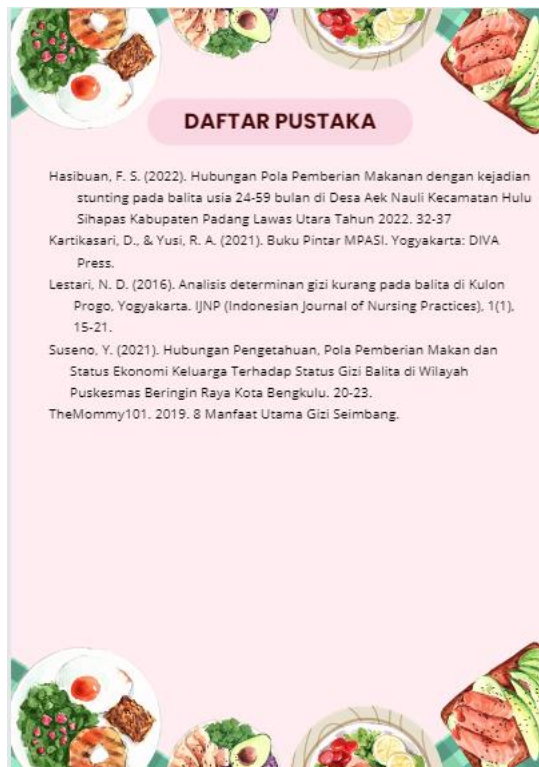 DAFTAR PUSTAKA
Hasibuan, F. S. (2022). Hubungan Pola Pemberian Makanan dengan kejadian
stunting pada balita usia 24-59 bulan di Desa Aek Nauli Kecamatan Hulu
Sihapas Kabupaten Padang Lawas Utara Tahun 2022. 32-37
Kartikasari, D., & Yusi, R. A. (2021). Buku Pintar MPASI. Yogyakarta: DIVA
Press.
Lestari, N. D. (2016). Analisis determinan gizi kurang pada balita di Kulon
Progo, Yogyakarta. IJNP (Indonesian Journal of Nursing Practices), 1(1),
15-21.
Suseno, Y. (2021). Hubungan Pengetahuan, Pola Pemberian Makan dan
Status Ekonomi Keluarga Terhadap Status Gizi Balita di Wilayah
Puskesmas Beringin Raya Kota Bengkulu. 20-23.
TheMommy101. 2019. 8 Manfaat Utama Gizi Seimbang.